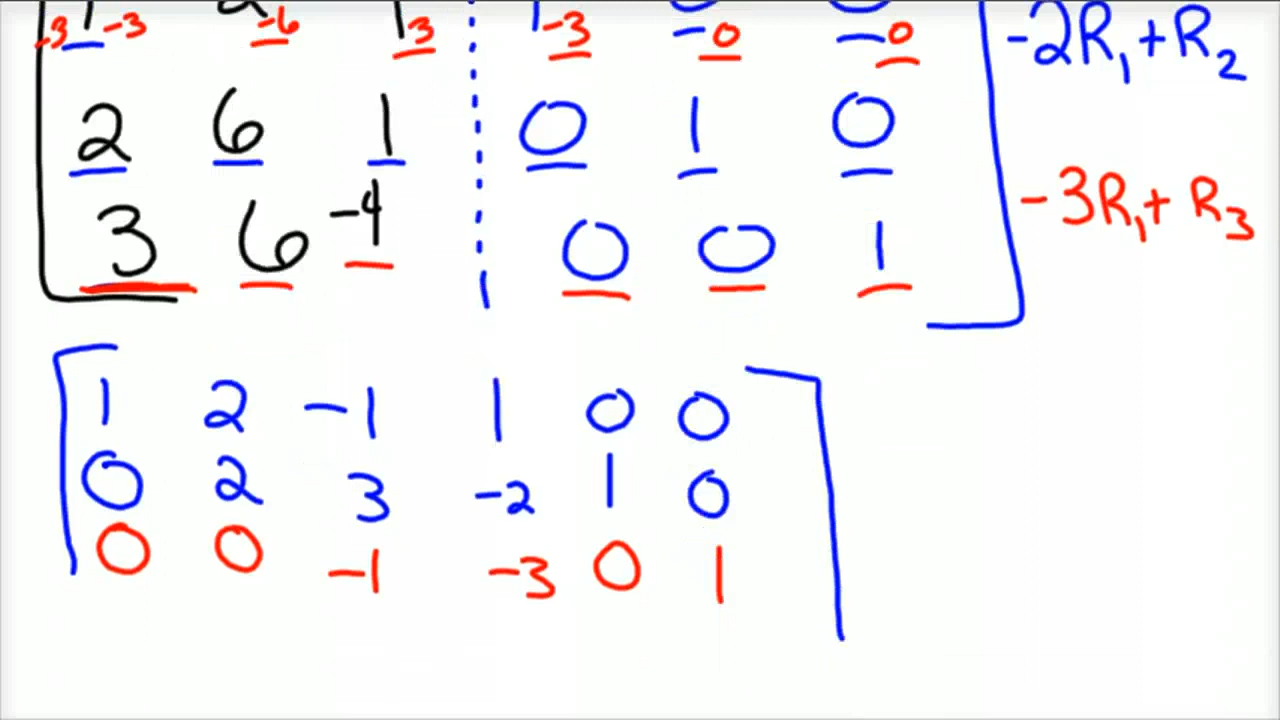 -3 1 -3 2 -6 1 3 1 -3 -0 -0 -2R₁+R₂
2 6 1 0 1 0
3 6 -4 0 0 1 -3R₁+R₃
1 2 -1 1 0 0
0 2 3 -2 1 0
0 0 -1 -3 0 1